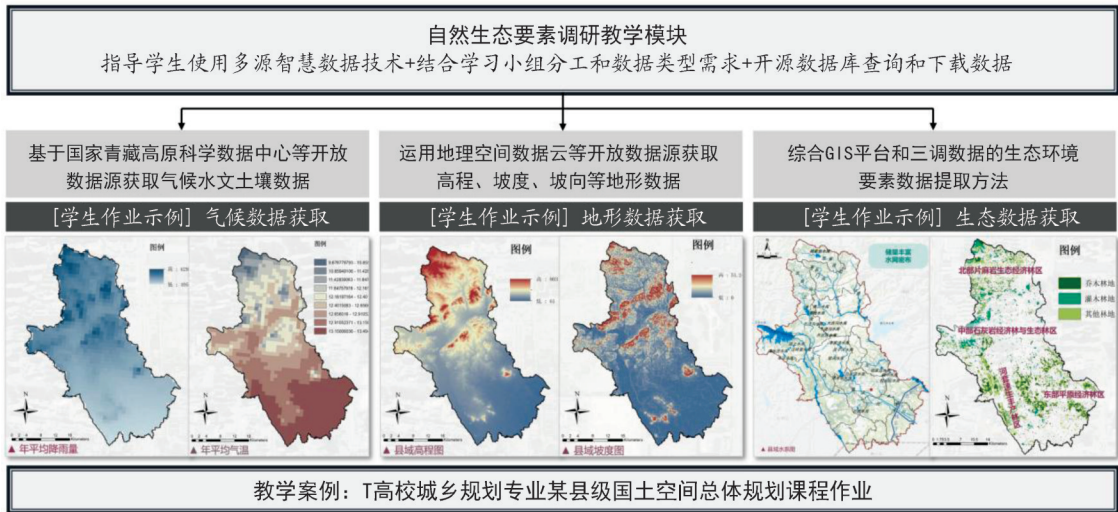 自然生态要素调研教学模块
指导学生使用多源智慧数据技术+结合学习小组分工和数据类型需求+开源数据库查询和下载数据
基于国家青藏高原科学数据中心等开放
数据源获取气候水文土壤数据
[学生作业示例] 气候数据获取
图例
图例
▲ 年平均降雨量
▲ 年平均气温
运用地理空间数据云等开放数据源获取
高程、坡度、坡向等地形数据
[学生作业示例] 地形数据获取
图例
图例
▲ 县域高程图
▲ 县域坡度图
综合GIS平台和三调数据的生态环境
要素数据提取方法
[学生作业示例] 生态数据获取
水网密布
▲ 县域水系图
图例
乔木林地
灌木林地
其他林地
北部片麻岩生态经济林区
中部石灰岩经济林与生态林区
东部平原经济林区
教学案例：T高校城乡规划专业某县级国土空间总体规划课程作业